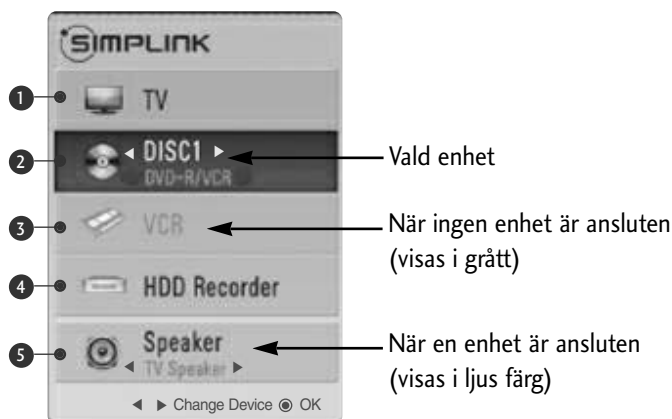 SIMPLINK
1 TV
2 ◄ DISC1 ► Vald enhet
DVD-R/VCR
3 VCR När ingen enhet är ansluten
(visas i grått)
4 HDD Recorder
5 Speaker När en enhet är ansluten
◄ TV Speaker ► (visas i ljus färg)
◄ ► Change Device ◉ OK